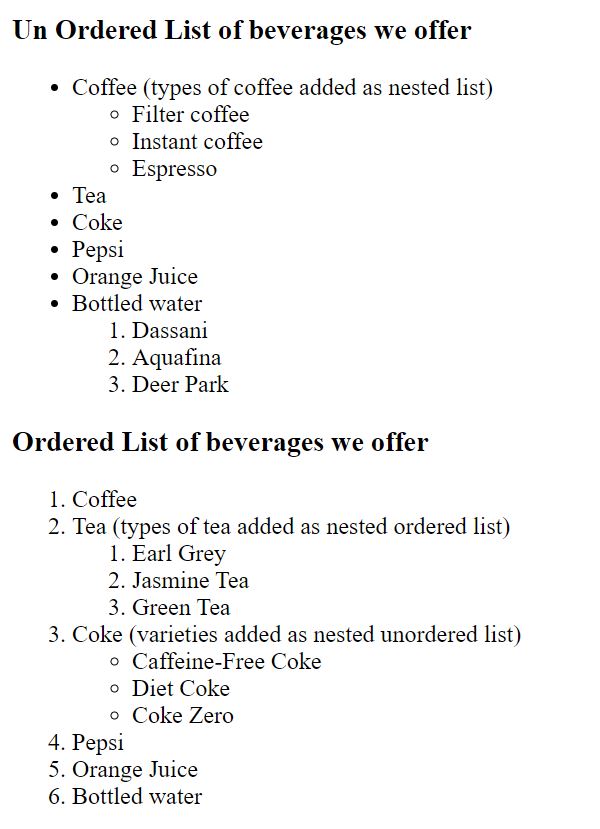 Un Ordered List of beverages we offer
• Coffee (types of coffee added as nested list)
◦ Filter coffee
◦ Instant coffee
◦ Espresso
• Tea
• Coke
• Pepsi
• Orange Juice
• Bottled water
1. Dassani
2. Aquafina
3. Deer Park
Ordered List of beverages we offer
1. Coffee
2. Tea (types of tea added as nested ordered list)
1. Earl Grey
2. Jasmine Tea
3. Green Tea
3. Coke (varieties added as nested unordered list)
◦ Caffeine-Free Coke
◦ Diet Coke
◦ Coke Zero
4. Pepsi
5. Orange Juice
6. Bottled water